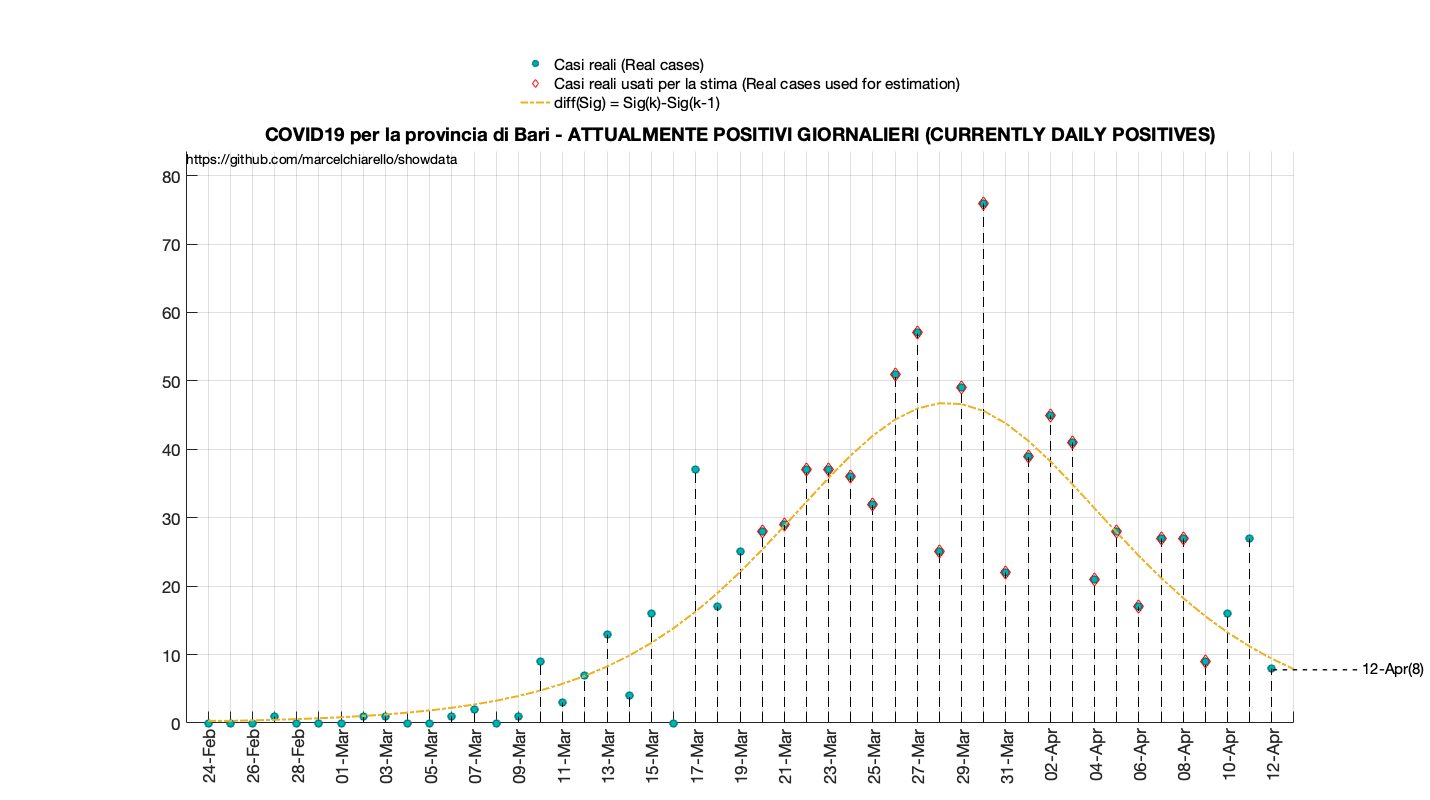 Casi reali (Real cases)
Casi reali usati per la stima (Real cases used for estimation)
diff(Sig) = Sig(k)-Sig(k-1)
COVID19 per la provincia di Bari - ATTUALMENTE POSITIVI GIORNALIERI (CURRENTLY DAILY POSITIVES)
https://github.com/marcelchiarello/showdata
80
70
60
50
40
30
20
10
0
12-Apr(8)
24-Feb
26-Feb
28-Feb
01-Mar
03-Mar
05-Mar
07-Mar
09-Mar
11-Mar
13-Mar
15-Mar
17-Mar
19-Mar
21-Mar
23-Mar
25-Mar
27-Mar
29-Mar
31-Mar
02-Apr
04-Apr
06-Apr
08-Apr
10-Apr
12-Apr